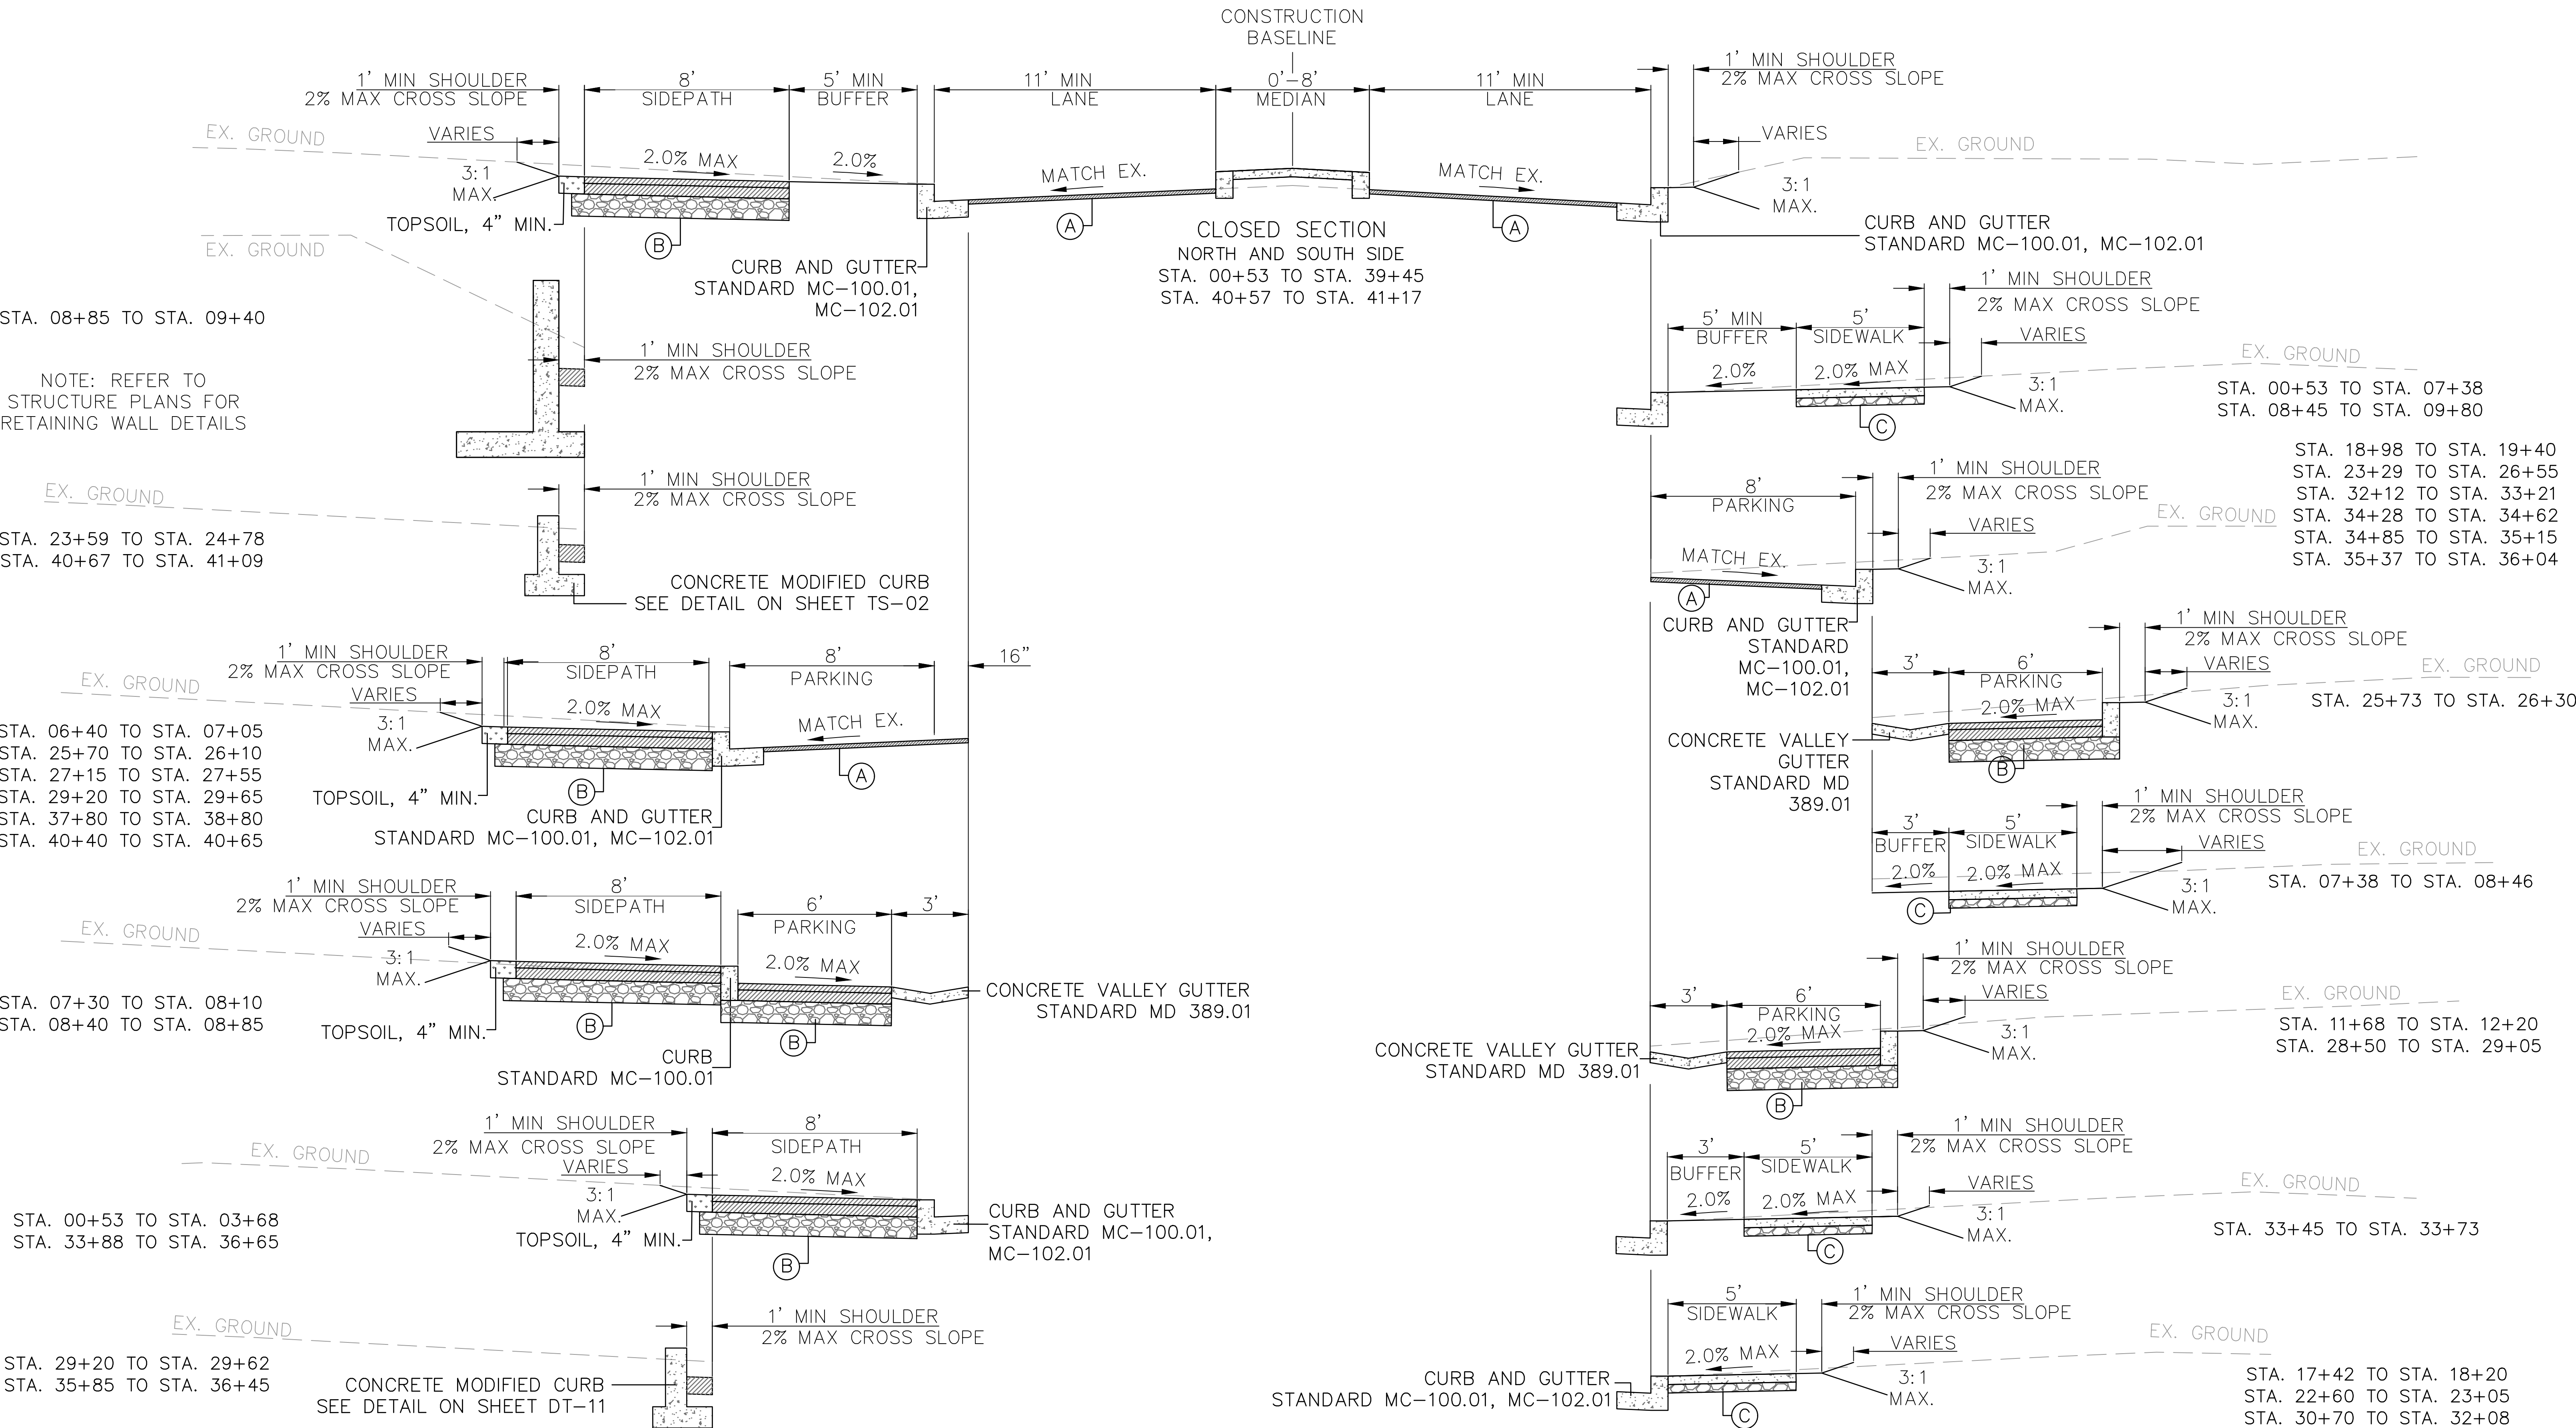 CONSTRUCTION
BASELINE
1' MIN SHOULDER
2% MAX CROSS SLOPE
8'
SIDEPATH
5' MIN
BUFFER
11' MIN
LANE
0'-8'
MEDIAN
11' MIN
LANE
1' MIN SHOULDER
2% MAX CROSS SLOPE
EX. GROUND
VARIES
3:1
MAX.
2.0% MAX
2.0%
MATCH EX.
MATCH EX.
VARIES
EX. GROUND
3:1
MAX.
TOPSOIL, 4" MIN.
B
A
A
CURB AND GUTTER
STANDARD MC-100.01,
MC-102.01
CLOSED SECTION
NORTH AND SOUTH SIDE
STA. 00+53 TO STA. 39+45
STA. 40+57 TO STA. 41+17
CURB AND GUTTER
STANDARD MC-100.01, MC-102.01
EX. GROUND
STA. 08+85 TO STA. 09+40
NOTE: REFER TO
STRUCTURE PLANS FOR
RETAINING WALL DETAILS
1' MIN SHOULDER
2% MAX CROSS SLOPE
EX. GROUND
1' MIN SHOULDER
2% MAX CROSS SLOPE
STA. 23+59 TO STA. 24+78
STA. 40+67 TO STA. 41+09
CONCRETE MODIFIED CURB
SEE DETAIL ON SHEET TS-02
1' MIN SHOULDER
2% MAX CROSS SLOPE
8'
SIDEPATH
8'
PARKING
16"
EX. GROUND
VARIES
3:1
MAX.
2.0% MAX
MATCH EX.
STA. 06+40 TO STA. 07+05
STA. 25+70 TO STA. 26+10
STA. 27+15 TO STA. 27+55
STA. 29+20 TO STA. 29+65
STA. 37+80 TO STA. 38+80
STA. 40+40 TO STA. 40+65
TOPSOIL, 4" MIN.
B
A
CURB AND GUTTER
STANDARD MC-100.01, MC-102.01
1' MIN SHOULDER
2% MAX CROSS SLOPE
8'
SIDEPATH
6'
PARKING
3'
EX. GROUND
VARIES
3:1
MAX.
2.0% MAX
2.0% MAX
STA. 07+30 TO STA. 08+10
STA. 08+40 TO STA. 08+85
TOPSOIL, 4" MIN.
B
B
CONCRETE VALLEY GUTTER
STANDARD MD 389.01
CURB
STANDARD MC-100.01
1' MIN SHOULDER
2% MAX CROSS SLOPE
8'
SIDEPATH
EX. GROUND
VARIES
3:1
MAX.
2.0% MAX
STA. 00+53 TO STA. 03+68
STA. 33+88 TO STA. 36+65
TOPSOIL, 4" MIN.
B
CURB AND GUTTER
STANDARD MC-100.01,
MC-102.01
EX. GROUND
1' MIN SHOULDER
2% MAX CROSS SLOPE
STA. 29+20 TO STA. 29+62
STA. 35+85 TO STA. 36+45
CONCRETE MODIFIED CURB
SEE DETAIL ON SHEET DT-11
1' MIN SHOULDER
2% MAX CROSS SLOPE
5' MIN
BUFFER
5'
SIDEWALK
VARIES
EX. GROUND
2.0%
2.0% MAX
3:1
MAX.
C
STA. 00+53 TO STA. 07+38
STA. 08+45 TO STA. 09+80
STA. 18+98 TO STA. 19+40
STA. 23+29 TO STA. 26+55
STA. 32+12 TO STA. 33+21
STA. 34+28 TO STA. 34+62
STA. 34+85 TO STA. 35+15
STA. 35+37 TO STA. 36+04
8'
PARKING
1' MIN SHOULDER
2% MAX CROSS SLOPE
VARIES
EX. GROUND
MATCH EX.
3:1
MAX.
A
CURB AND GUTTER
STANDARD
MC-100.01,
MC-102.01
1' MIN SHOULDER
2% MAX CROSS SLOPE
3'
6'
PARKING
VARIES
EX. GROUND
2.0% MAX
3:1
MAX.
STA. 25+73 TO STA. 26+30
CONCRETE VALLEY
GUTTER
STANDARD MD
389.01
B
1' MIN SHOULDER
2% MAX CROSS SLOPE
3'
BUFFER
5'
SIDEWALK
VARIES
EX. GROUND
2.0%
2.0% MAX
3:1
MAX.
C
STA. 07+38 TO STA. 08+46
1' MIN SHOULDER
2% MAX CROSS SLOPE
3'
6'
PARKING
VARIES
EX. GROUND
2.0% MAX
3:1
MAX.
CONCRETE VALLEY GUTTER
STANDARD MD 389.01
B
STA. 11+68 TO STA. 12+20
STA. 28+50 TO STA. 29+05
1' MIN SHOULDER
2% MAX CROSS SLOPE
3'
BUFFER
5'
SIDEWALK
VARIES
EX. GROUND
2.0%
2.0% MAX
3:1
MAX.
C
STA. 33+45 TO STA. 33+73
5'
SIDEWALK
1' MIN SHOULDER
2% MAX CROSS SLOPE
VARIES
EX. GROUND
2.0% MAX
3:1
MAX.
CURB AND GUTTER
STANDARD MC-100.01, MC-102.01
C
STA. 17+42 TO STA. 18+20
STA. 22+60 TO STA. 23+05
STA. 30+70 TO STA. 32+08